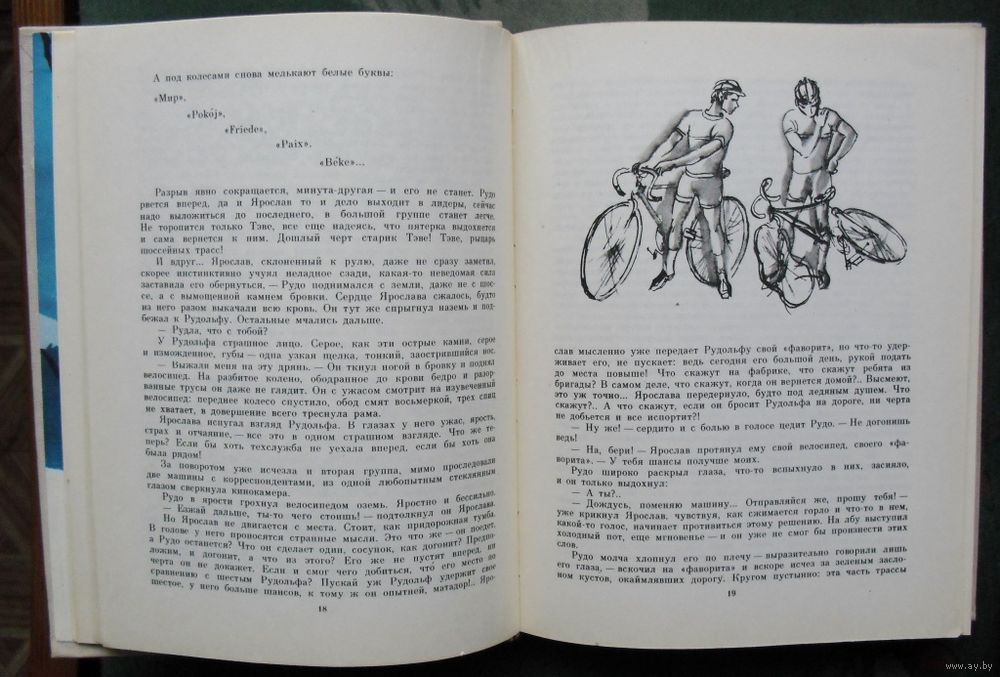 А под колесами снова мелькают белые буквы:
«Мир».
«Pokój»,
«Friede»,
«Paix».
«Béke»...
Разрыв явно сокращается, минута-другая — и его не станет. Рудо
рвется вперед, да и Ярослав то и дело выходит в лидеры, сейчас
надо выложиться до последнего, в большой группе станет легче.
Не торопится только Тэве, все еще надеясь, что пятерка выдохнется
и сама вернется к ним. Дошлый черт старик Тэве! Тэве, рыцарь
шоссейных трасс!
И вдруг... Ярослав, склоненный к рулю, даже не сразу заметил,
скорее инстинктивно учуял неладное сзади, какая-то неведомая сила
заставила его обернуться, — Рудо поднимался с земли, даже не с шос-
се, а с вымощенной камнем бровки. Сердце Ярослава сжалось, будто
из него разом выкачали всю кровь. Он тут же спрыгнул наземь и под-
бежал к Рудольфу. Остальные мчались дальше.
— Рудла, что с тобой?
У Рудольфа страшное лицо. Серое, как эти острые камни, серое
и изможденное, губы — одна узкая щелка, тонкий, заострившийся нос.
— Выжали меня на эту дрянь. — Он ткнул ногой в бровку и поднял
велосипед. На разбитое колено, ободранное до крови бедро и разор-
ванные трусы он даже не глядит. Он с ужасом смотрит на изувеченный
велосипед: переднее колесо спустило, обод смят восьмеркой, трех спиц
не хватает, в довершение всего треснула рама.
Ярослава испугал взгляд Рудольфа. В глазах у него ужас, ярость,
страх и отчаяние, — все это в одном страшном взгляде. Что же те-
перь? Если бы хоть техслужба не уехала вперед, если бы хоть она
была рядом!
За поворотом уже исчезла и вторая группа, мимо проследовали
две машины с корреспондентами, из одной любопытным стеклянным
глазом сверкнула кинокамера.
Рудо в ярости грохнул велосипедом оземь. Яростно и бессильно.
— Езжай дальше, ты-то чего стоишь! — подтолкнул он Ярослава.
Но Ярослав не двигается с места. Стоит, как придорожная тумба.
В голове у него проносятся странные мысли. Это что же — он поедет,
а Рудо останется? Что он сделает один, сосунок, как догонит? Предпо-
ложим, и догонит, а что из этого? Его же не пустят вперед, ни
черта он не докажет. Если и смог чего добиться, что его место по
сравнению с шестым Рудольфа? Пускай уж Рудольф удержит свое
шестое, у него больше шансов, к тому ж он опытней, матадор!.. Яро-
18
слав мысленно уже передает Рудольфу свой «фаворит», но что-то удер-
живает его, не пускает: ведь сегодня его большой день, рукой подать
до места повыше! Что скажут на фабрике, что скажут ребята из
бригады? В самом деле, что скажут, когда он вернется домой?.. Высмеют,
это уж точно... Ярослава передернуло, будто под ледяным душем. Что
скажут?.. А что скажут, если он бросит Рудольфа на дороге, ни черта
не добьется и все испортит?!
— Ну же! — сердито и с болью в голосе цедит Рудо. — Не догонишь
ведь!
— На, бери! — Ярослав протянул ему свой велосипед, своего «фа-
ворита». — У тебя шансы получше моих.
Рудо широко раскрыл глаза, что-то вспыхнуло в них, засияло,
и он только выдохнул:
— А ты?..
— Дождусь, поменяю машину... Отправляйся же, прошу тебя! —
уже крикнул Ярослав, чувствуя, как сжимается горло и что-то в нем,
какой-то голос, начинает противиться этому решению. На лбу выступил
холодный пот, еще мгновенье — и он уже не смог бы произнести этих
слов.
Рудо молча хлопнул его по плечу — выразительно говорили лишь
его глаза, — вскочил на «фаворита» и вскоре исчез за зеленым засло-
ном кустов, окаймлявших дорогу. Кругом пустынно: эта часть трассы
19
www.ay.by